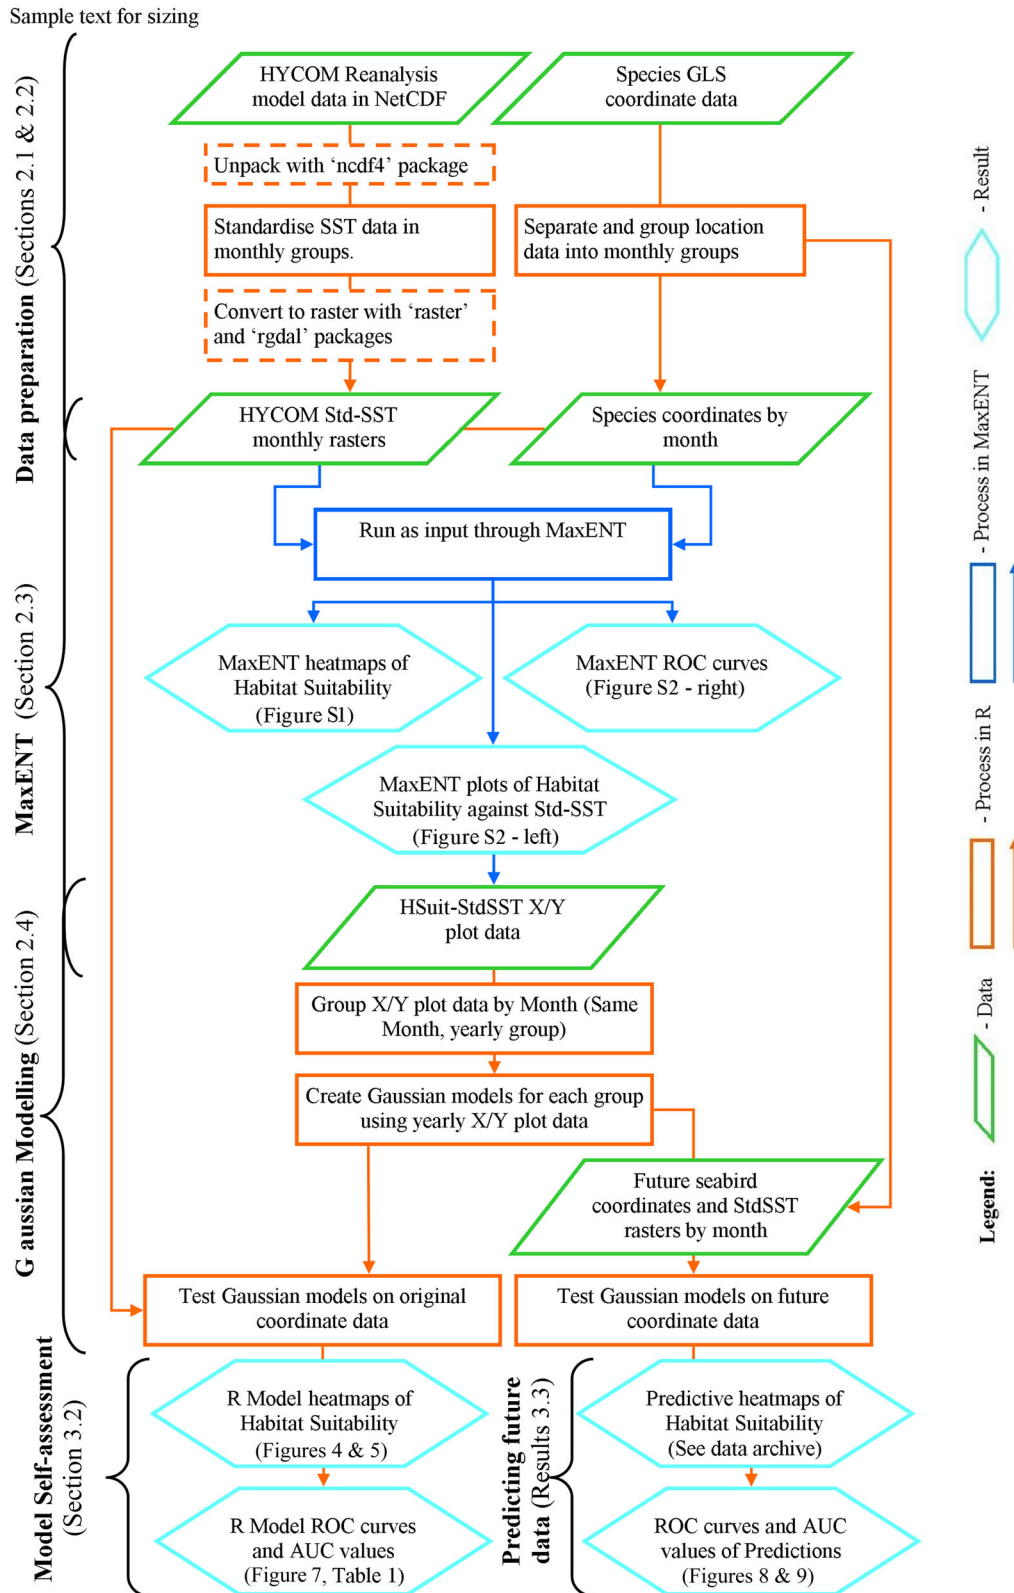 Sample text for sizing
HYCOM Reanalysis
model data in NetCDF
Species GLS
coordinate data
Unpack with ‘ncdf4’ package
Standardise SST data in
monthly groups.
Separate and group location
data into monthly groups
Convert to raster with ‘raster’
and ‘rgdal’ packages
HYCOM Std-SST
monthly rasters
Species coordinates by
month
Run as input through MaxENT
MaxENT heatmaps of
Habitat Suitability
(Figure S1)
MaxENT ROC curves
(Figure S2 - right)
MaxENT plots of Habitat
Suitability against Std-SST
(Figure S2 - left)
HSuit-StdSST X/Y
plot data
Group X/Y plot data by Month (Same
Month, yearly group)
Create Gaussian models for each group
using yearly X/Y plot data
Future seabird
coordinates and StdSST
rasters by month
Test Gaussian models on original
coordinate data
Test Gaussian models on future
coordinate data
R Model heatmaps of
Habitat Suitability
(Figures 4 & 5)
Predictive heatmaps of
Habitat Suitability
(See data archive)
R Model ROC curves
and AUC values
(Figure 7, Table 1)
ROC curves and AUC
values of Predictions
(Figures 8 & 9)
Data preparation (Sections 2.1 & 2.2)
MaxENT (Section 2.3)
G aussian Modelling (Section 2.4)
Model Self-assessment
(Section 3.2)
Predicting future
data (Results 3.3)
Legend:
- Data
- Process in R
- Process in MaxENT
- Result